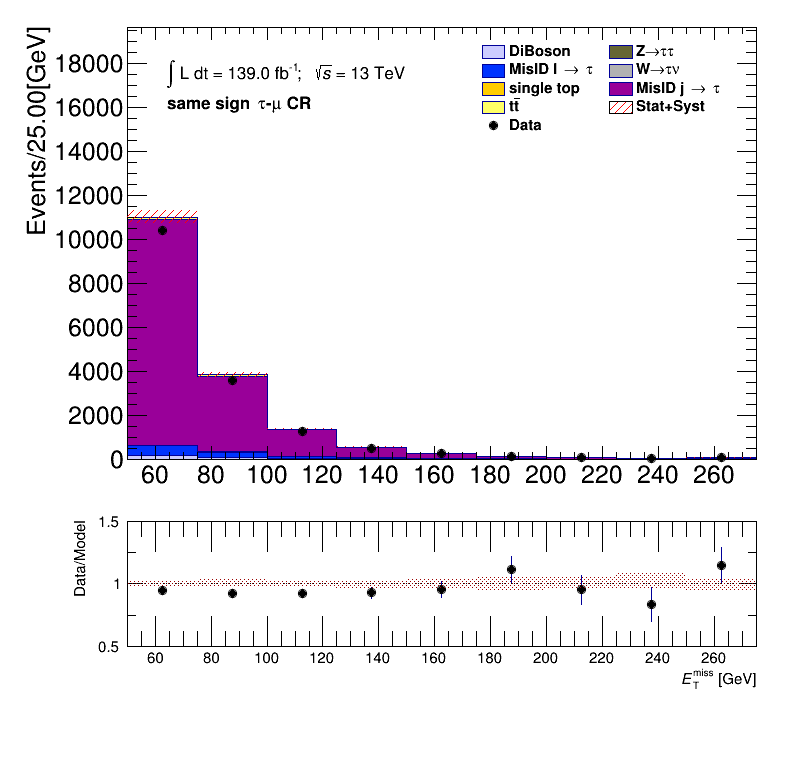 Events/25.00[GeV]
18000
16000
14000
12000
10000
8000
6000
4000
2000
0
∫ L dt = 139.0 fb⁻¹; √s = 13 TeV
same sign τ-μ CR
DiBoson
MisID l → τ
single top
tt̄
Data
Z→ττ
W→τν
MisID j → τ
Stat+Syst
60 80 100 120 140 160 180 200 220 240 260
Data/Model
1.5
1
0.5
60 80 100 120 140 160 180 200 220 240 260
E_T^miss [GeV]